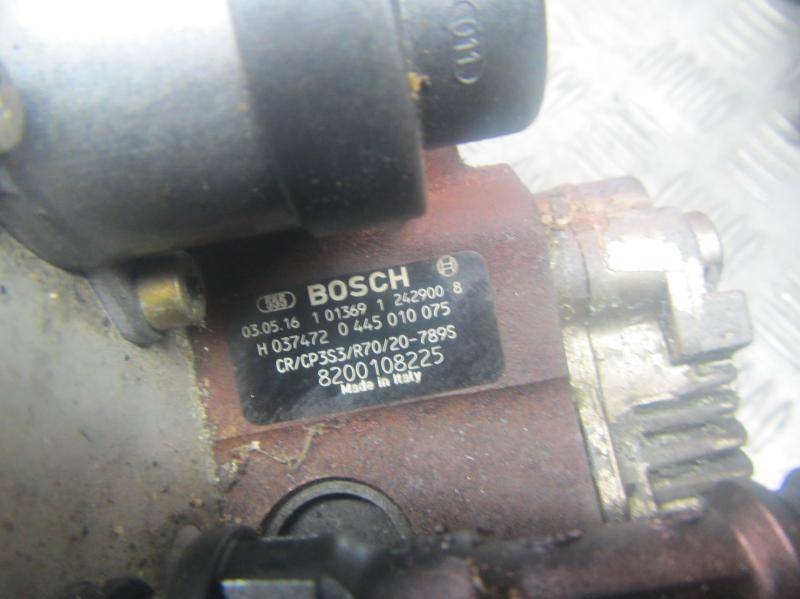 BOSCH
03.05.16 1 01369 1 242900 8
H 037472 0 445 010 075
CR/CP3S3/R70/20-789S
8200108225
Made in Italy